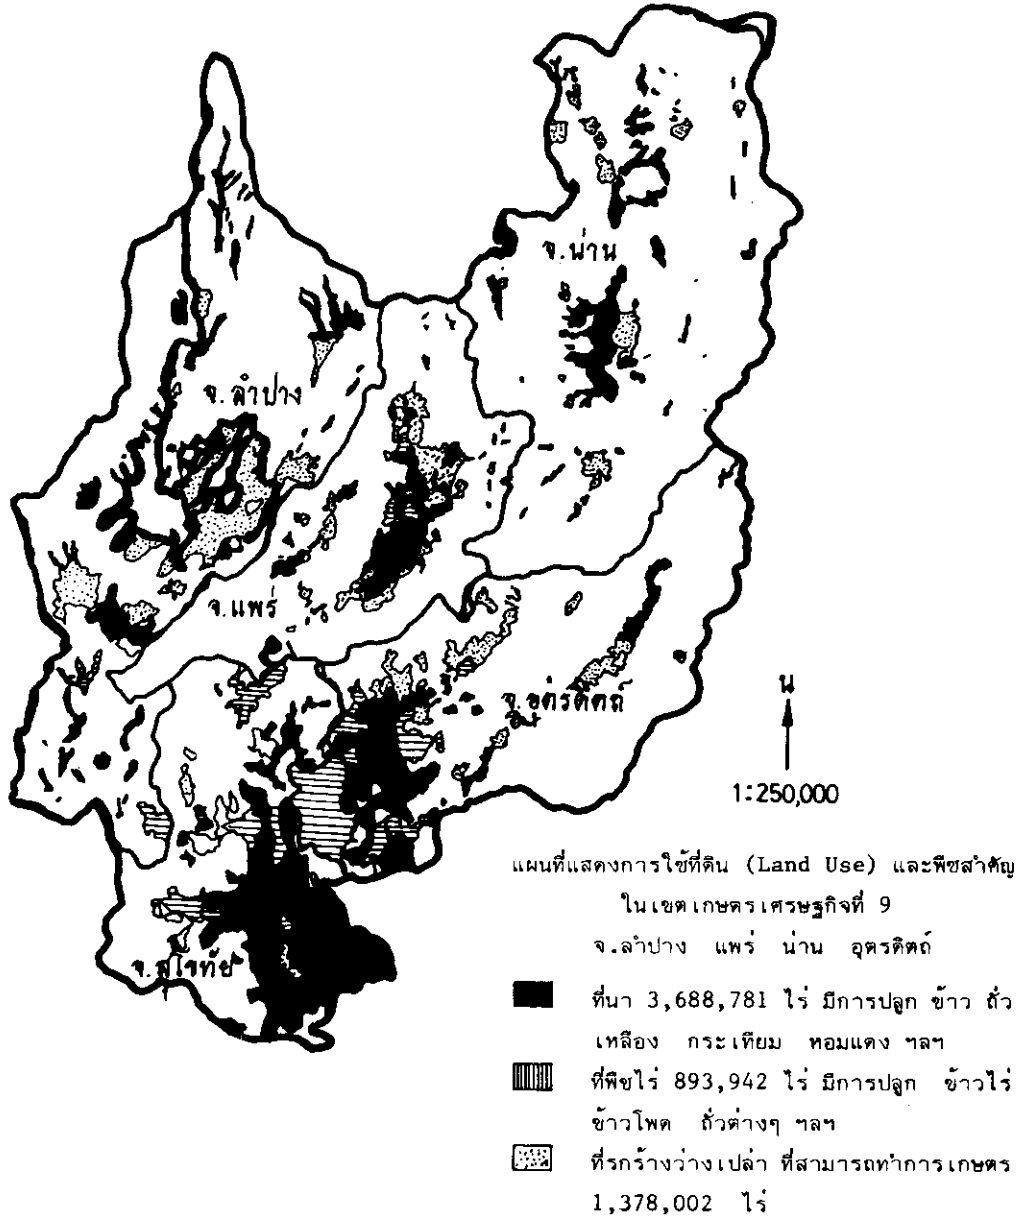 จ.น่าน
จ.ลำปาง
จ.แพร่
จ.อุตรดิตถ์
น
1:250,000
จ.สุโขทัย
แผนที่แสดงการใช้ที่ดิน (Land Use) และพืชสำคัญ
ในเขตเกษตรเศรษฐกิจที่ 9
จ.ลำปาง แพร่ น่าน อุตรดิตถ์
ที่นา 3,688,781 ไร่ มีการปลูก ข้าว ถั่ว
เหลือง กระเทียม หอมแดง ฯลฯ
ที่พืชไร่ 893,942 ไร่ มีการปลูก ข้าวไร่
ข้าวโพด ถั่วต่างๆ ฯลฯ
ที่รกร้างว่างเปล่า ที่สามารถทำการเกษตร
1,378,002 ไร่